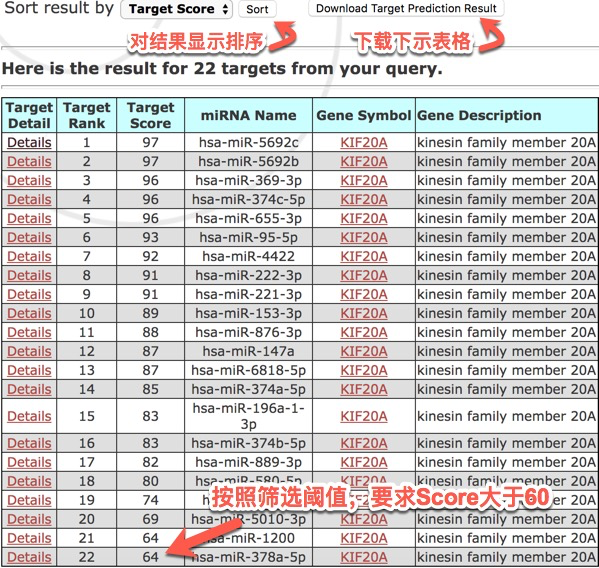 Sort result by Target Score Sort Download Target Prediction Result
对结果显示排序 下载下示表格
Here is the result for 22 targets from your query.
Target Detail Target Rank Target Score miRNA Name Gene Symbol Gene Description
Details 1 97 hsa-miR-5692c KIF20A kinesin family member 20A
Details 2 97 hsa-miR-5692b KIF20A kinesin family member 20A
Details 3 96 hsa-miR-369-3p KIF20A kinesin family member 20A
Details 4 96 hsa-miR-374c-5p KIF20A kinesin family member 20A
Details 5 96 hsa-miR-655-3p KIF20A kinesin family member 20A
Details 6 93 hsa-miR-95-5p KIF20A kinesin family member 20A
Details 7 92 hsa-miR-4422 KIF20A kinesin family member 20A
Details 8 91 hsa-miR-222-3p KIF20A kinesin family member 20A
Details 9 91 hsa-miR-221-3p KIF20A kinesin family member 20A
Details 10 89 hsa-miR-153-3p KIF20A kinesin family member 20A
Details 11 88 hsa-miR-876-3p KIF20A kinesin family member 20A
Details 12 87 hsa-miR-147a KIF20A kinesin family member 20A
Details 13 87 hsa-miR-6818-5p KIF20A kinesin family member 20A
Details 14 85 hsa-miR-374a-5p KIF20A kinesin family member 20A
Details 15 83 hsa-miR-196a-1-3p KIF20A kinesin family member 20A
Details 16 83 hsa-miR-374b-5p KIF20A kinesin family member 20A
Details 17 82 hsa-miR-889-3p KIF20A kinesin family member 20A
Details 18 80 hsa-miR-580-5p KIF20A kinesin family member 20A
按照筛选阈值，要求Score大于60
Details 19 74 KIF20A kinesin family member 20A
Details 20 69 hsa-miR-5010-3p KIF20A kinesin family member 20A
Details 21 64 hsa-miR-1200 KIF20A kinesin family member 20A
Details 22 64 hsa-miR-378a-5p KIF20A kinesin family member 20A